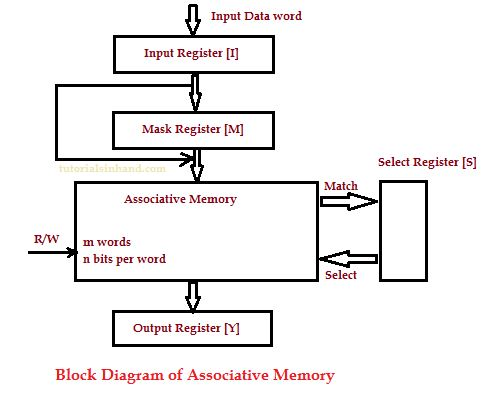 Input Data word
Input Register [I]
Mask Register [M]
tutorialsinhand.com
Select Register [S]
Associative Memory
Match
R/W
m words
n bits per word
Select
Output Register [Y]
Block Diagram of Associative Memory